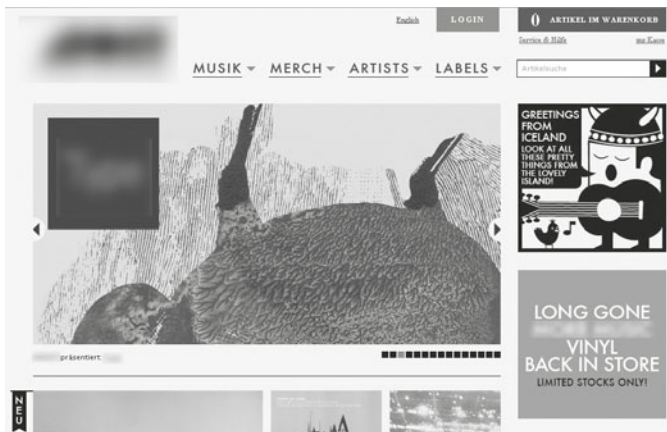 English
LOGIN
0 ARTIKEL IM WARENKORB
Service & Hilfe
zur Kasse
MUSIK
MERCH
ARTISTS
LABELS
Artikelsuche
GREETINGS
FROM
ICELAND
LOOK AT ALL
THESE PRETTY
THINGS FROM
THE LOVELY
ISLAND!
präsentiert
LONG GONE
VINYL
BACK IN STORE
LIMITED STOCKS ONLY!
NEU